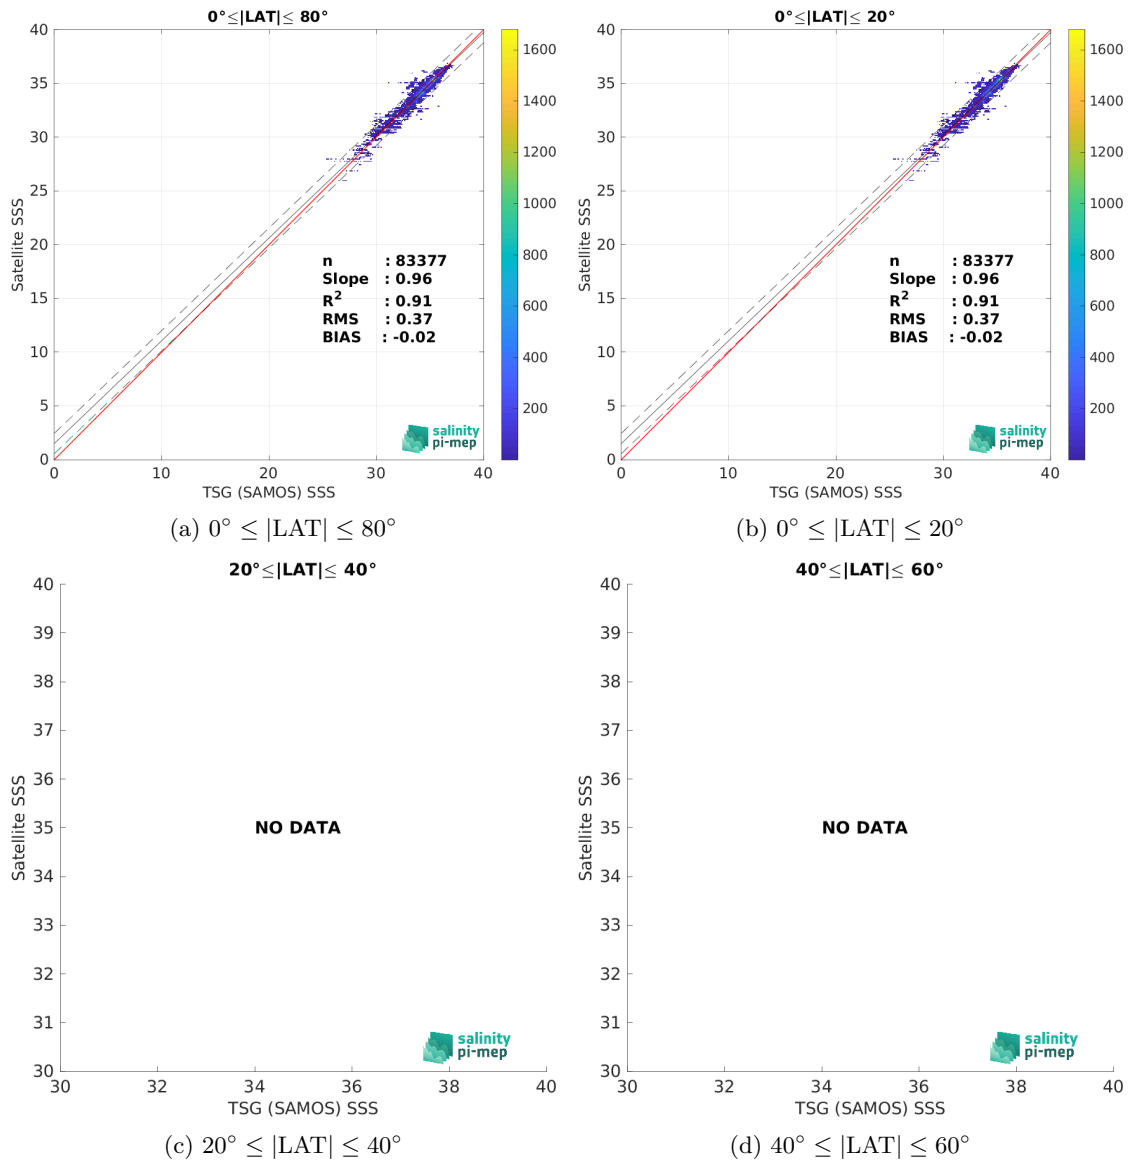 0°≤|LAT|≤ 80°
40
35
30
25
20
15
10
5
0
0
10
20
30
40
Satellite SSS
TSG (SAMOS) SSS
n : 83377
Slope : 0.96
R² : 0.91
RMS : 0.37
BIAS : -0.02
salinity
pi-mep
1600
1400
1200
1000
800
600
400
200
(a) 0° ≤ |LAT| ≤ 80°
0°≤|LAT|≤ 20°
40
35
30
25
20
15
10
5
0
0
10
20
30
40
Satellite SSS
TSG (SAMOS) SSS
n : 83377
Slope : 0.96
R² : 0.91
RMS : 0.37
BIAS : -0.02
salinity
pi-mep
1600
1400
1200
1000
800
600
400
200
(b) 0° ≤ |LAT| ≤ 20°
20°≤|LAT|≤ 40°
40
39
38
37
36
35
34
33
32
31
30
30
32
34
36
38
40
Satellite SSS
NO DATA
salinity
pi-mep
TSG (SAMOS) SSS
(c) 20° ≤ |LAT| ≤ 40°
40°≤|LAT|≤ 60°
40
39
38
37
36
35
34
33
32
31
30
30
32
34
36
38
40
Satellite SSS
NO DATA
salinity
pi-mep
TSG (SAMOS) SSS
(d) 40° ≤ |LAT| ≤ 60°